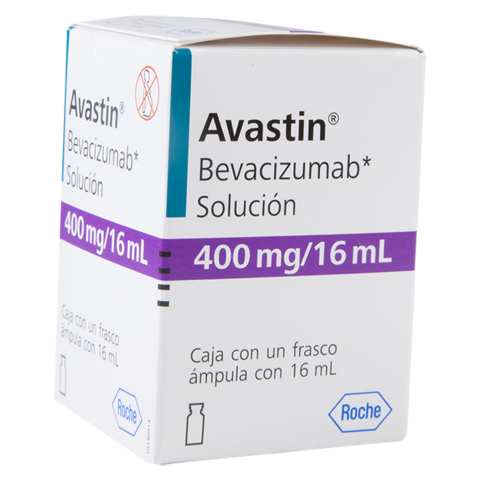 Avastin®
Bevacizumab*
Solución
400 mg/16 mL
Caja con un frasco
ámpula con 16 mL
Roche
Avastin®
Bevacizumab*
Solución
400 mg/16 mL
Caja con un frasco
ámpula con 16 mL
Roche